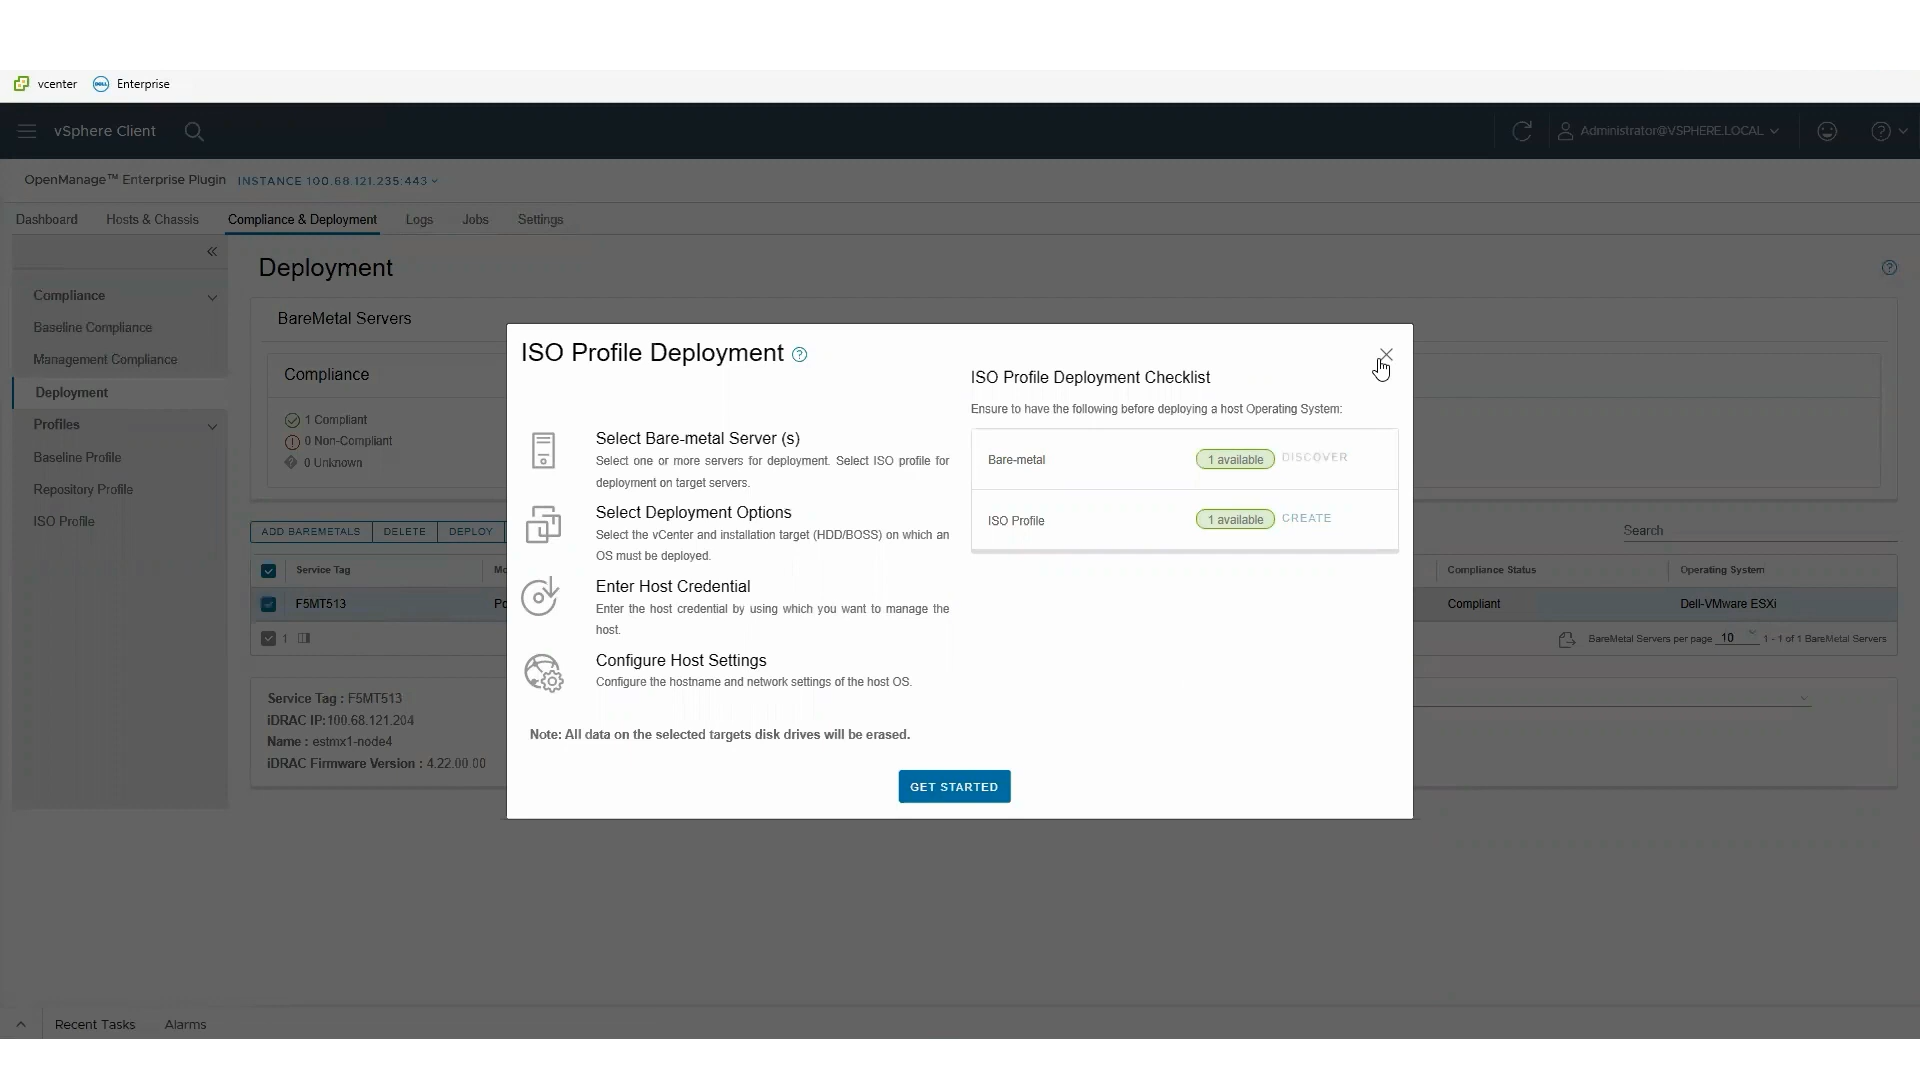 vcenter
Enterprise
vSphere Client
Administrator@VSPHERE.LOCAL
OpenManage™ Enterprise Plugin INSTANCE 100.68.121.235:443
Dashboard Hosts & Chassis Compliance & Deployment Logs Jobs Settings
Compliance
Baseline Compliance
Management Compliance
Deployment
Profiles
Baseline Profile
Repository Profile
ISO Profile
Deployment
BareMetal Servers
Compliance
1 Compliant
0 Non-Compliant
0 Unknown
ADD BAREMETALS DELETE DEPLOY
Search
Service Tag
Compliance Status Operating System
F5MT513
Compliant Dell-VMware ESXi
1
BareMetal Servers per page 10 1 - 1 of 1 BareMetal Servers
Service Tag : F5MT513
iDRAC IP:100.68.121.204
Name : estmx1-node4
iDRAC Firmware Version : 4.22.00.00
ISO Profile Deployment
Select Bare-metal Server (s)
Select one or more servers for deployment. Select ISO profile for
deployment on target servers.
Select Deployment Options
Select the vCenter and installation target (HDD/BOSS) on which an
OS must be deployed.
Enter Host Credential
Enter the host credential by using which you want to manage the
host.
Configure Host Settings
Configure the hostname and network settings of the host OS.
Note: All data on the selected targets disk drives will be erased.
GET STARTED
ISO Profile Deployment Checklist
Ensure to have the following before deploying a host Operating System:
Bare-metal 1 available DISCOVER
ISO Profile 1 available CREATE
Recent Tasks Alarms